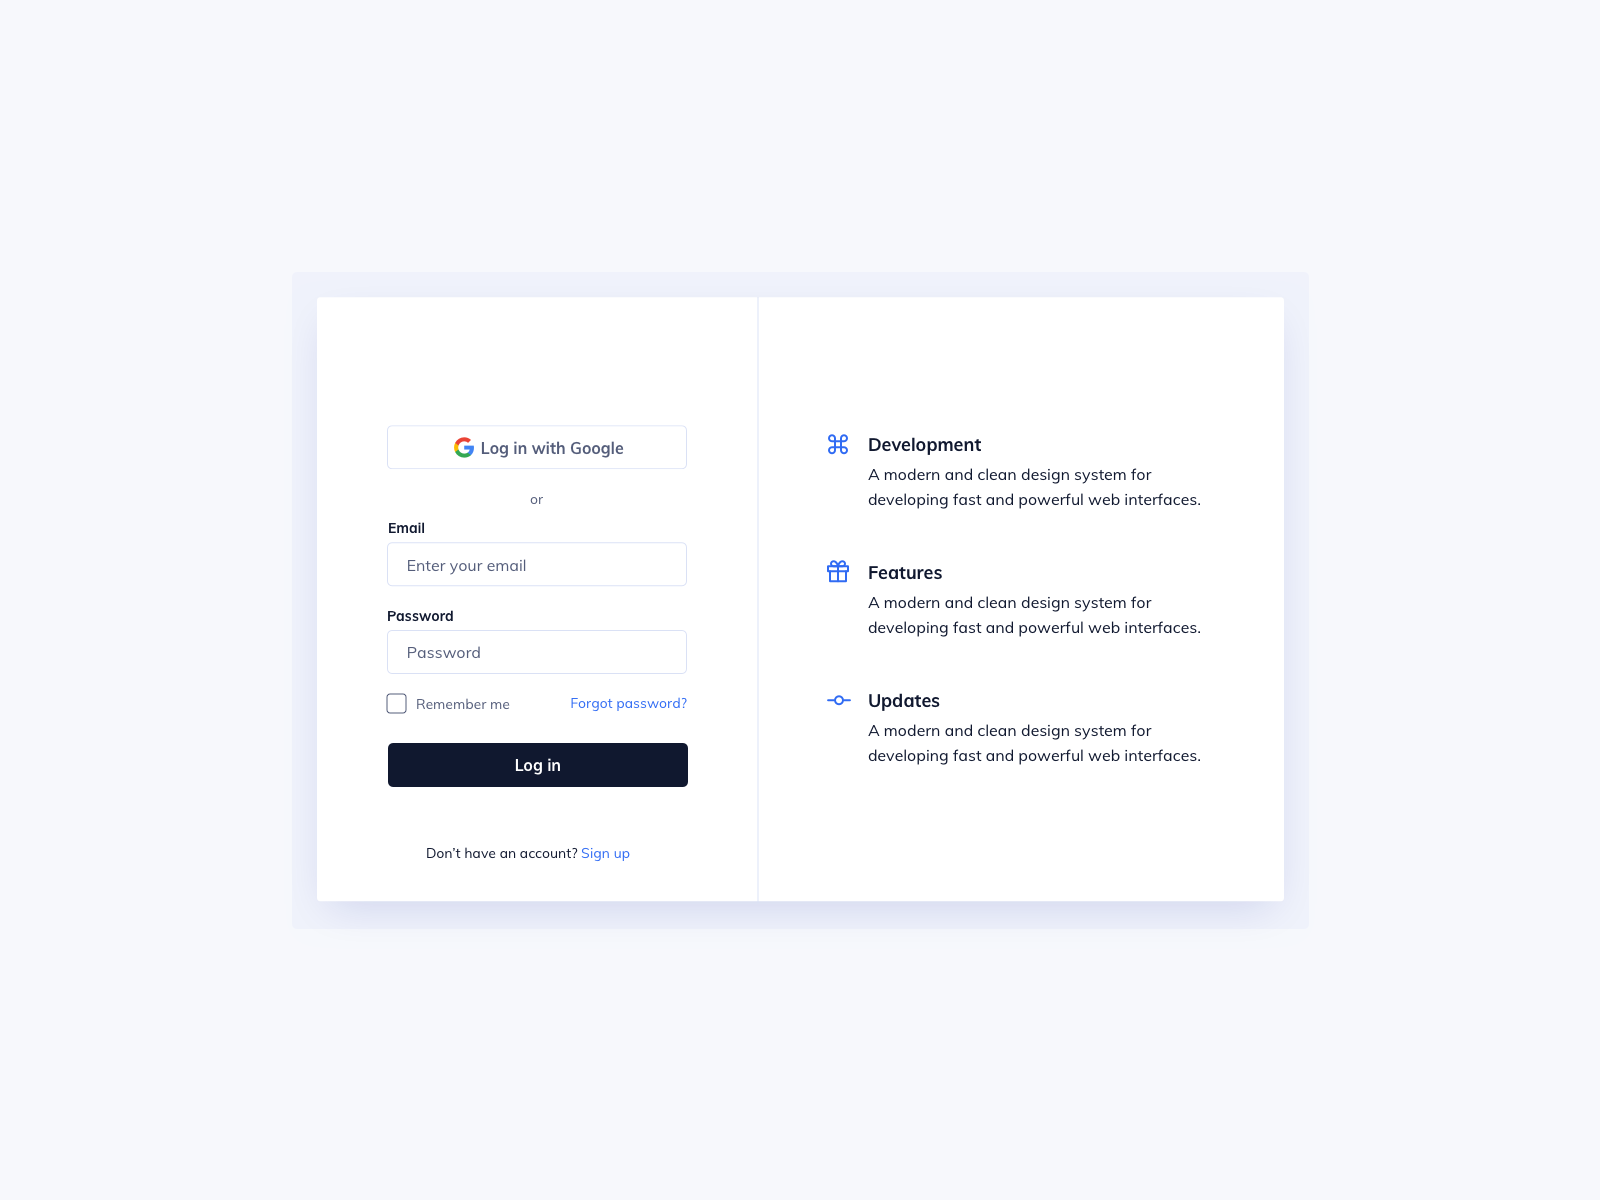 Log in with Google
or
Email
Enter your email
Password
Password
Remember me
Forgot password?
Log in
Don't have an account? Sign up
Development
A modern and clean design system for
developing fast and powerful web interfaces.
Features
A modern and clean design system for
developing fast and powerful web interfaces.
Updates
A modern and clean design system for
developing fast and powerful web interfaces.